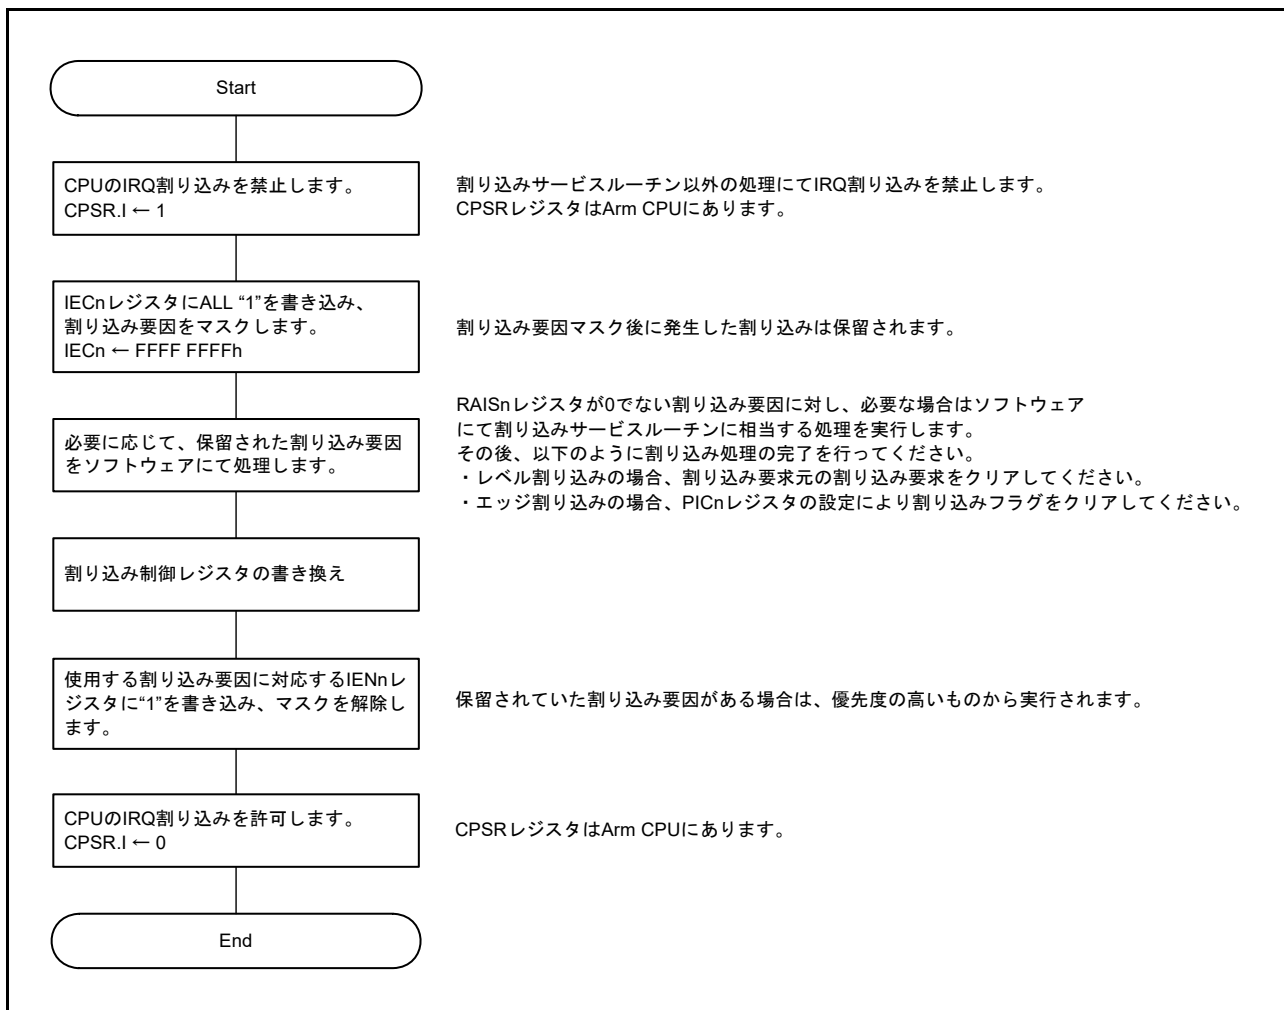 Start
CPUのIRQ割り込みを禁止します。
CPSR.I ← 1
割り込みサービスルーチン以外の処理にてIRQ割り込みを禁止します。
CPSRレジスタはArm CPUにあります。
IECnレジスタにALL “1”を書き込み、
割り込み要因をマスクします。
IECn ← FFFF FFFFh
割り込み要因マスク後に発生した割り込みは保留されます。
必要に応じて、保留された割り込み要因
をソフトウェアにて処理します。
RAISnレジスタが0でない割り込み要因に対し、必要な場合はソフトウェア
にて割り込みサービスルーチンに相当する処理を実行します。
その後、以下のように割り込み処理の完了を行ってください。
・レベル割り込みの場合、割り込み要求元の割り込み要求をクリアしてください。
・エッジ割り込みの場合、PICnレジスタの設定により割り込みフラグをクリアしてください。
割り込み制御レジスタの書き換え
使用する割り込み要因に対応するIENnレ
ジスタに“1”を書き込み、マスクを解除し
ます。
保留されていた割り込み要因がある場合は、優先度の高いものから実行されます。
CPUのIRQ割り込みを許可します。
CPSR.I ← 0
CPSRレジスタはArm CPUにあります。
End